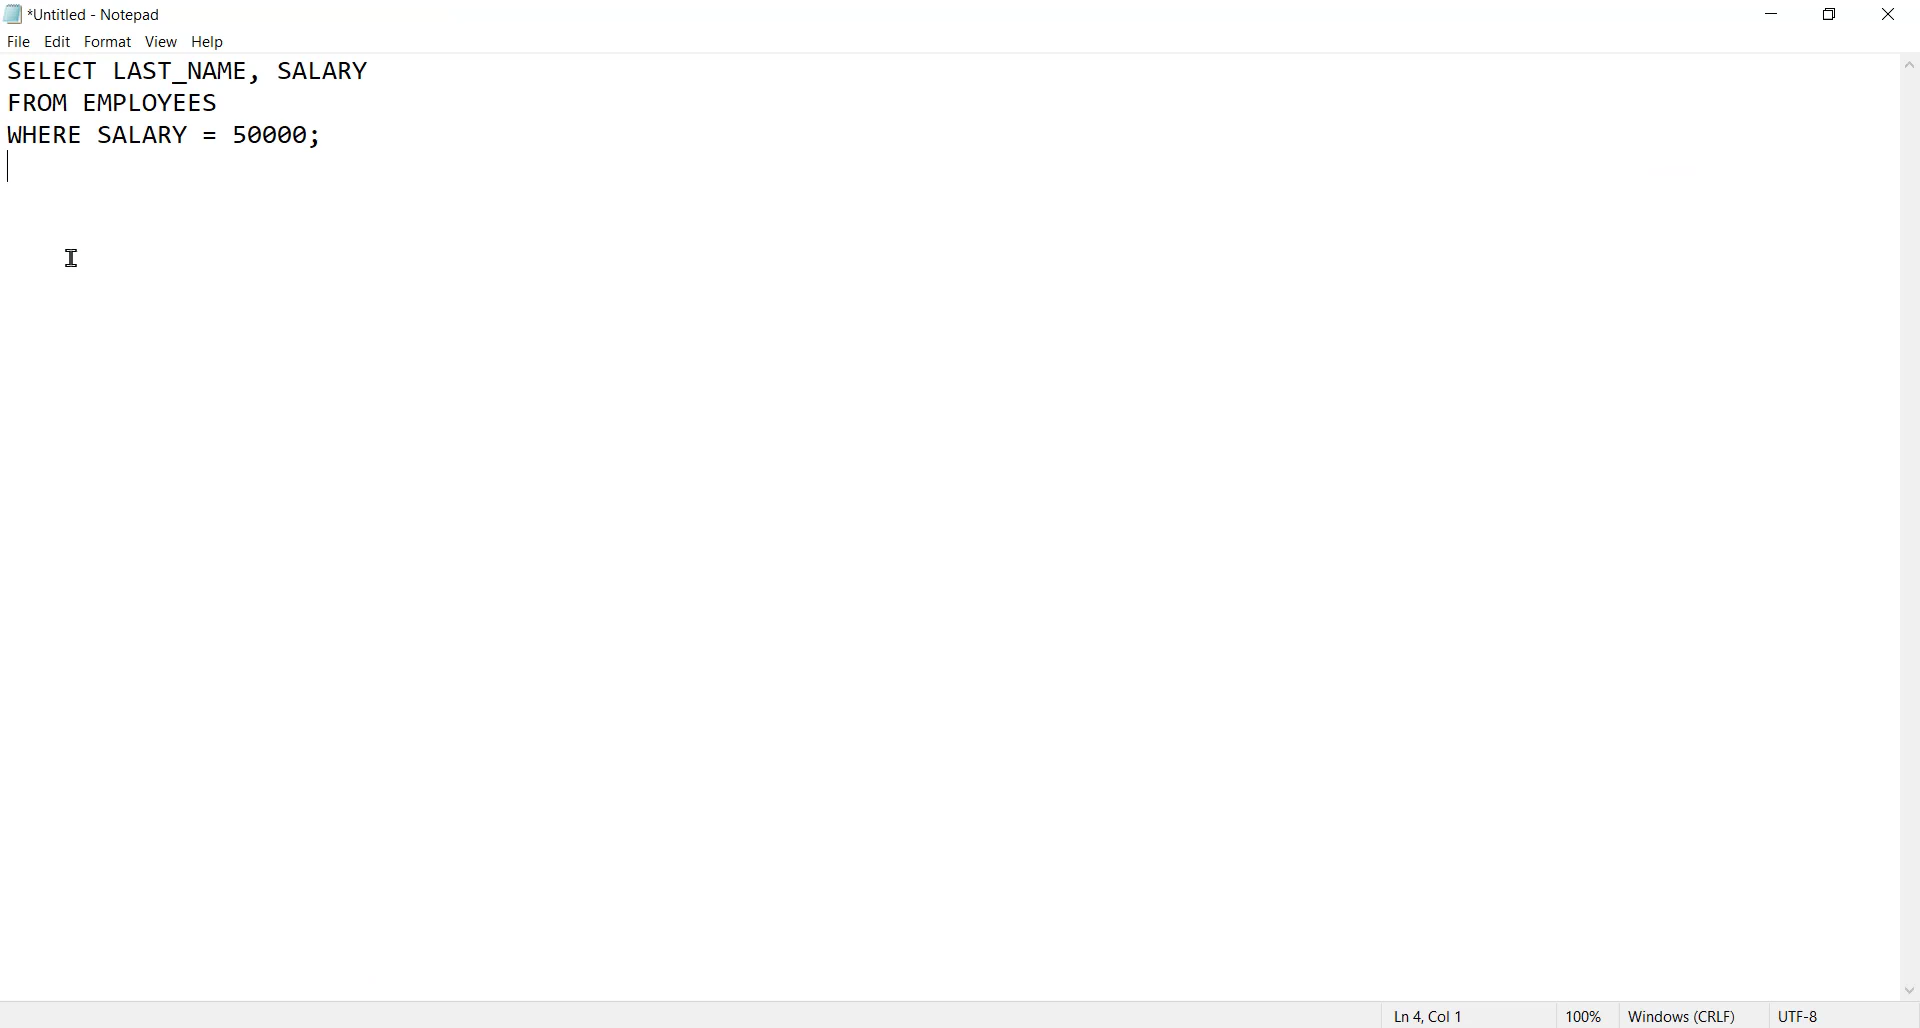 *Untitled - Notepad
File Edit Format View Help
SELECT LAST_NAME, SALARY
FROM EMPLOYEES
WHERE SALARY = 50000;
Ln 4, Col 1 100% Windows (CRLF) UTF-8